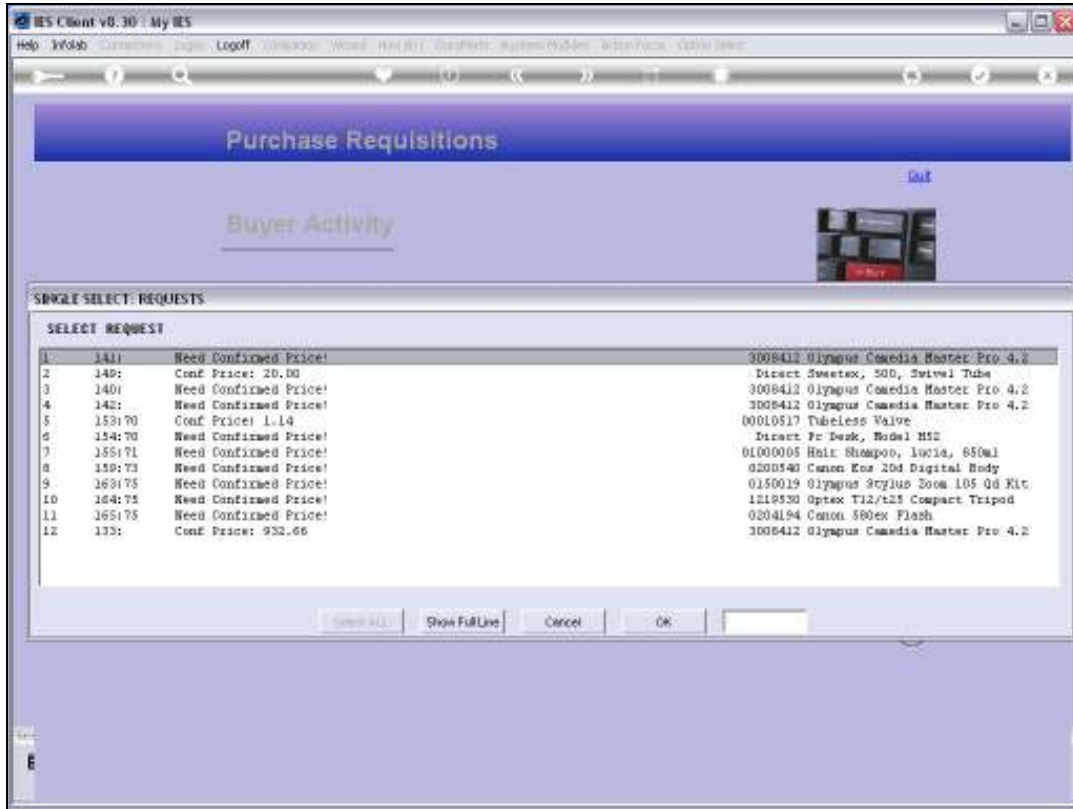 IES Client v8.30 : My IES
Help Infolab Logoff
Purchase Requisitions
Quit
Buyer Activity
SINGLE SELECT: REQUESTS
SELECT REQUEST
1 141: Need Confirmed Price! 3008412 Olympus Camedia Master Pro 4.2
2 149: Conf Price: 20.00 Direct Sweetex, 500, Swivel Tube
3 140: Need Confirmed Price! 3008412 Olympus Camedia Master Pro 4.2
4 142: Need Confirmed Price! 3008412 Olympus Camedia Master Pro 4.2
5 153:70 Conf Price: 1.14 00010517 Tubeless Valve
6 154:70 Need Confirmed Price! Direct Pc Desk, Model M52
7 155:71 Need Confirmed Price! 01000005 Hair Shampoo, Lucia, 850ml
8 159:73 Need Confirmed Price! 0200540 Canon Eos 20d Digital Body
9 163:75 Need Confirmed Price! 0150019 Olympus Stylus Zoom 105 Qd Kit
10 164:75 Need Confirmed Price! 1219530 Optex T12/t25 Compact Tripod
11 165:75 Need Confirmed Price! 0204194 Canon 580ex Flash
12 133: Conf Price: 932.66 3008412 Olympus Camedia Master Pro 4.2
Select ALL Show Full Line Cancel OK